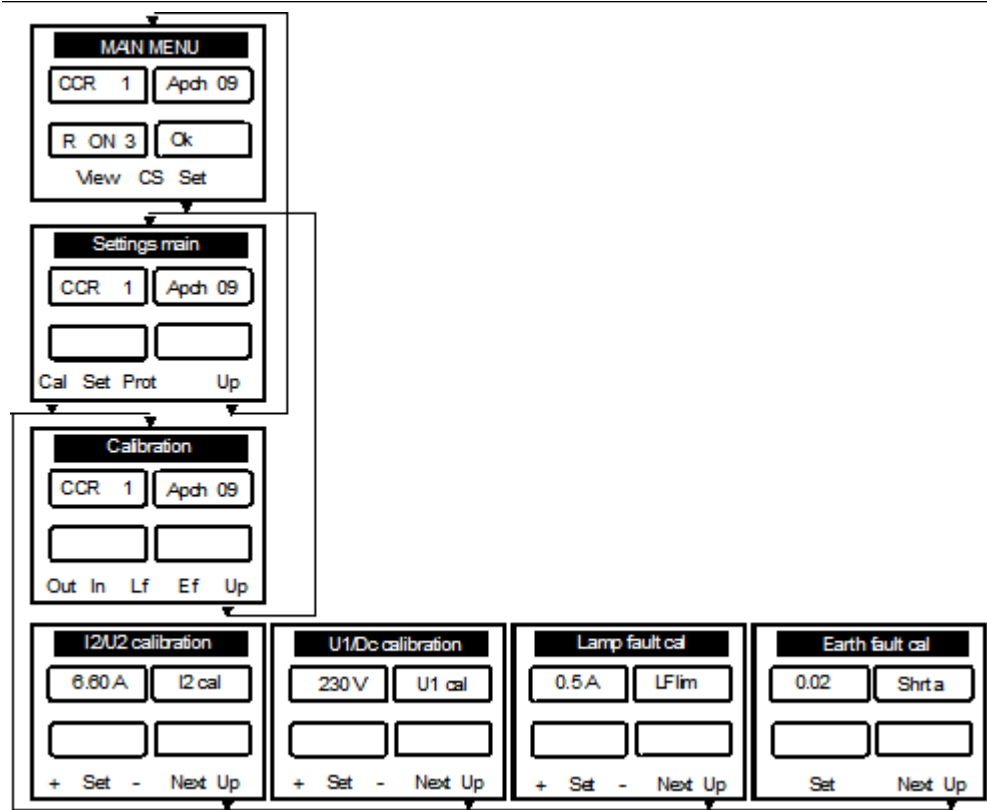 MAIN MENU
CCR 1 Apch 09
R ON 3 Ok
View CS Set
Settings main
CCR 1 Apch 09
Cal Set Prot Up
Calibration
CCR 1 Apch 09
Out In Lf Ef Up
I2/U2 calibration
6.60 A I2 cal
+ Set - Next Up
U1/Dc calibration
230 V U1 cal
+ Set - Next Up
Lamp fault cal
0.5 A LFlim
+ Set - Next Up
Earth fault cal
0.02 Shrt a
Set Next Up